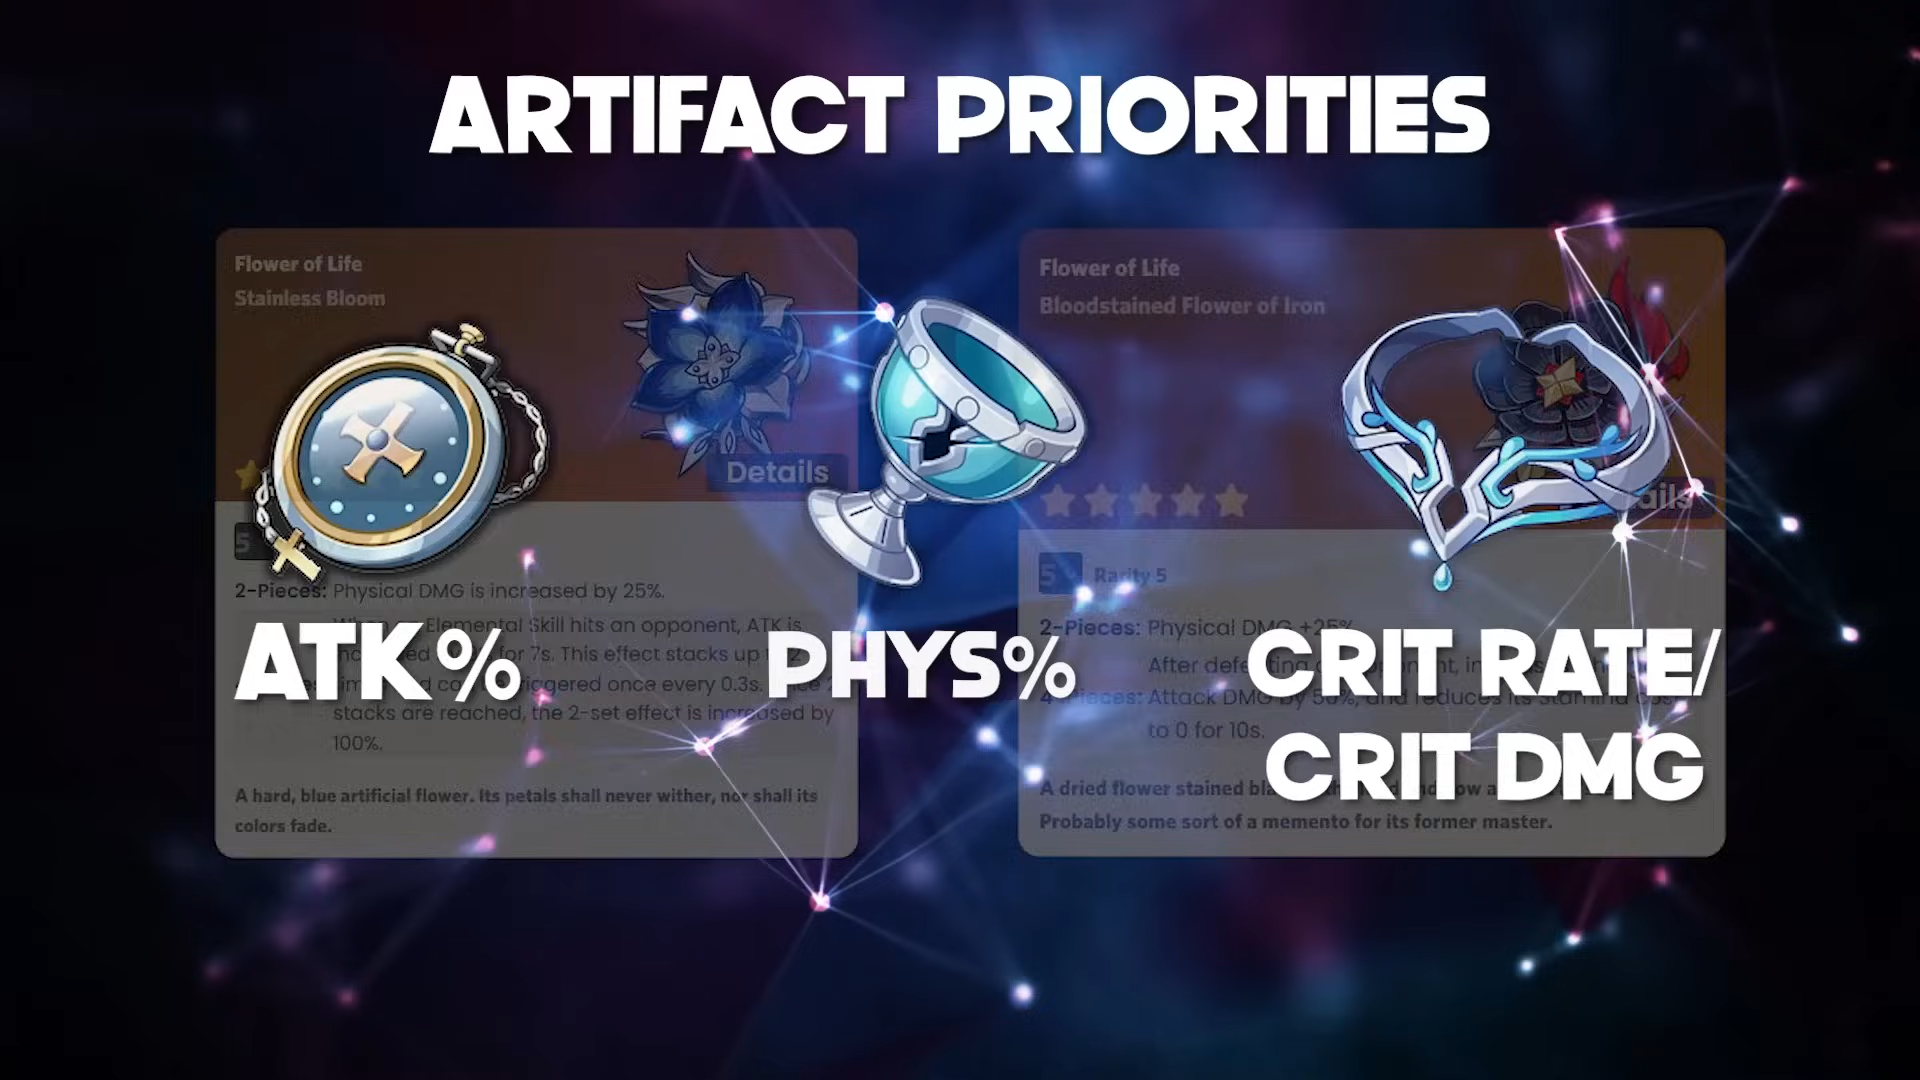 ARTIFACT PRIORITIES
Flower of Life
Stainless Bloom
Details
5
2-Pieces: Physical DMG is increased by 25%.
Elemental Skill hits an opponent, ATK is
for 7s. This effect stacks up
triggered once every 0.3s.
stacks are reached, the 2-set effect is increased by
100%.
A hard, blue artificial flower. Its petals shall never wither, nor shall its
colors fade.
Flower of Life
Bloodstained Flower of Iron
5 Rarity 5
2-Pieces: Physical DMG +25%
After defeating
4 Pieces: Attack DMG by 50%, and reduces its Stamina
to 0 for 10s.
A dried flower stained
Probably some sort of a memento for its former master.
ATK %
PHYS%
CRIT RATE/
CRIT DMG